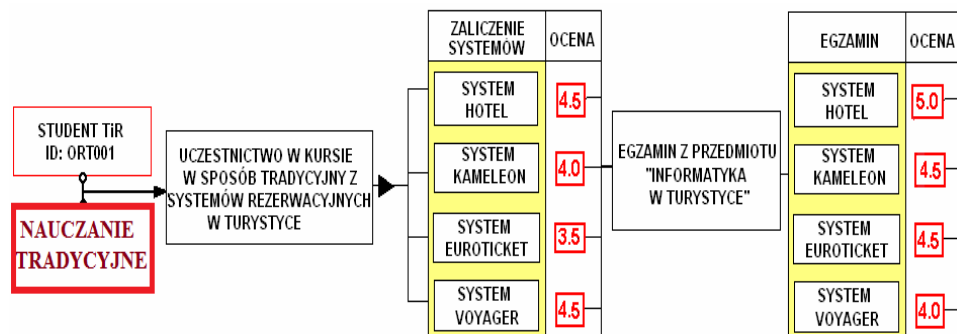 STUDENT TiR
ID: ORT001
NAUCZANIE
TRADYCYJNE
UCZESTNICTWO W KURSIE
W SPOSÓB TRADYCYJNY Z
SYSTEMÓW REZERWACYJNYCH
W TURYSTYCE
ZALICZENIE
SYSTEMÓW
OCENA
SYSTEM
HOTEL
4.5
SYSTEM
KAMELEON
4.0
SYSTEM
EUROTICKET
3.5
SYSTEM
VOYAGER
4.5
EGZAMIN Z PRZEDMIOTU
"INFORMATYKA
W TURYSTYCE"
EGZAMIN
OCENA
SYSTEM
HOTEL
5.0
SYSTEM
KAMELEON
4.5
SYSTEM
EUROTICKET
4.5
SYSTEM
VOYAGER
4.0